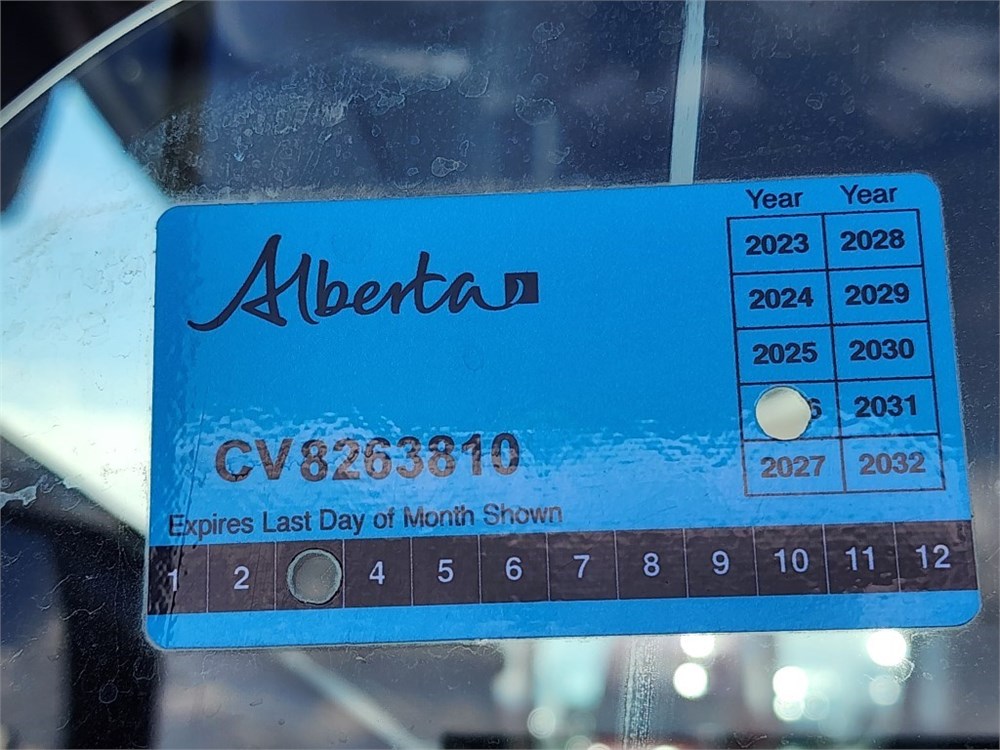 Year Year
2023 2028
Alberta
2024 2029
2025 2030
6 2031
CV8263810
2027 2032
Expires Last Day of Month Shown
1 2 4 5 6 7 8 9 10 11 12